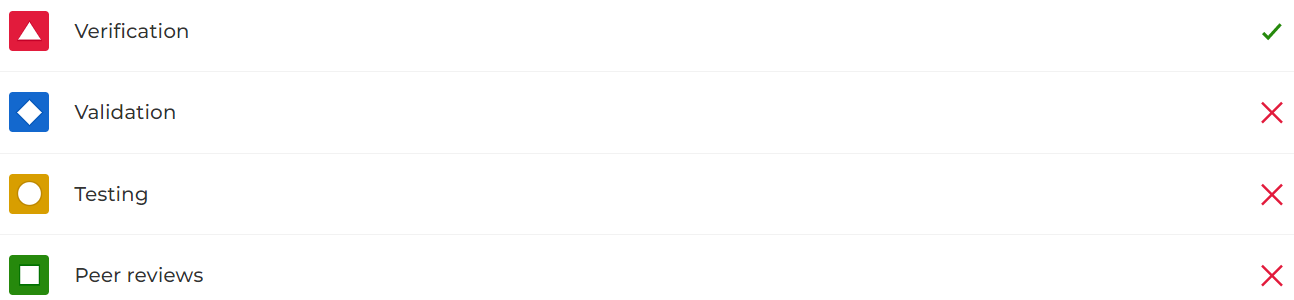 Verification
Validation
Testing
Peer reviews